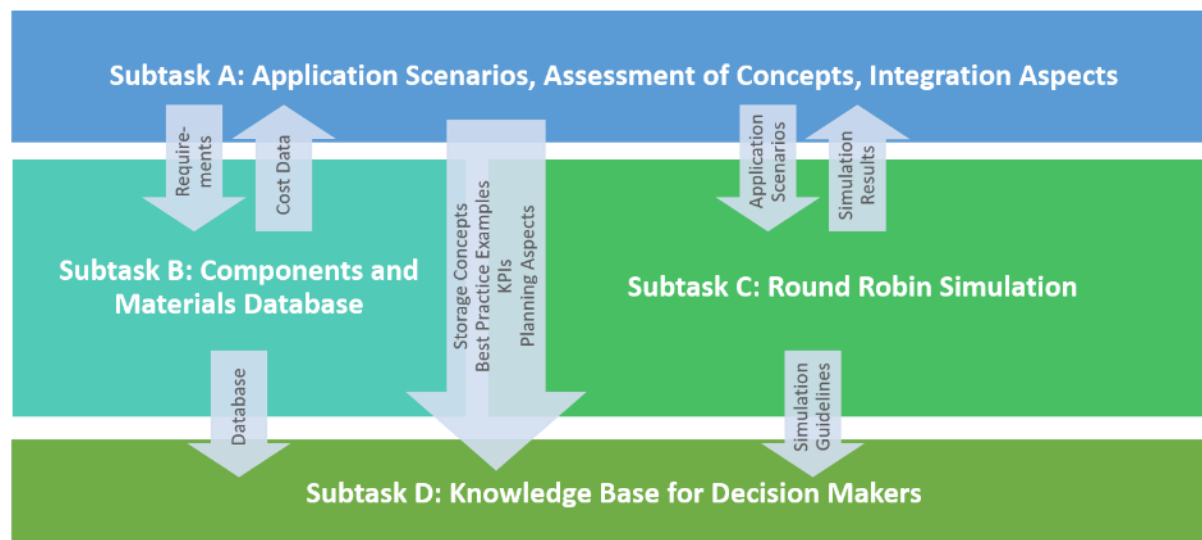 Subtask A: Application Scenarios, Assessment of Concepts, Integration Aspects
Require-
ments
Cost Data
Application
Scenarios
Simulation
Results
Subtask B: Components and
Materials Database
Storage Concepts
Best Practice Examples
KPIs
Planning Aspects
Subtask C: Round Robin Simulation
Database
Simulation
Guidelines
Subtask D: Knowledge Base for Decision Makers